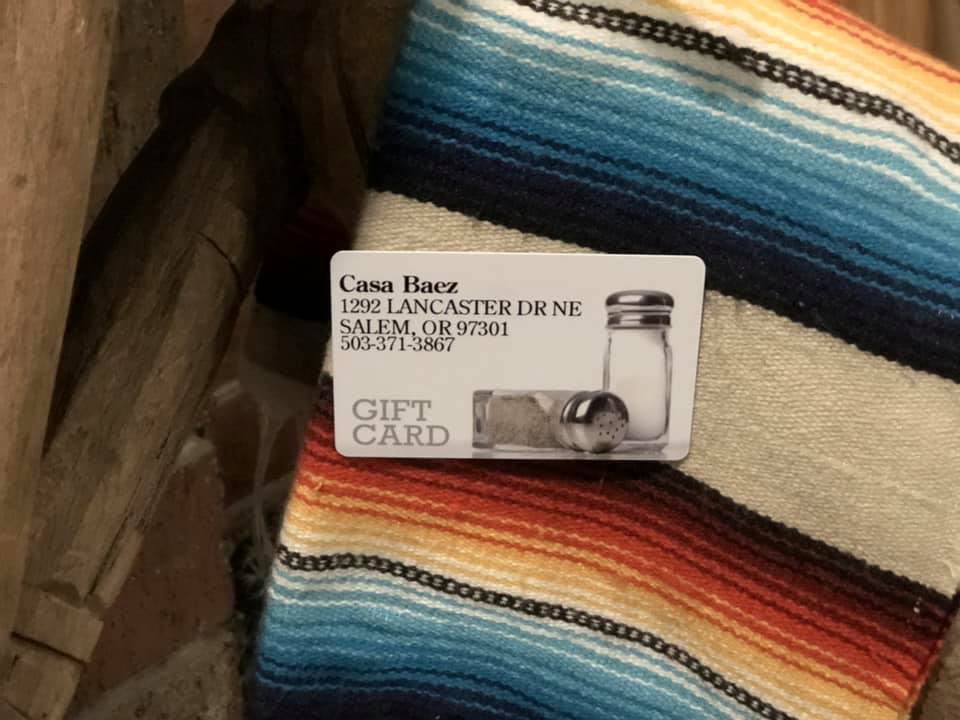 Casa Baez
1292 LANCASTER DR NE
SALEM, OR 97301
503-371-3867
GIFT
CARD